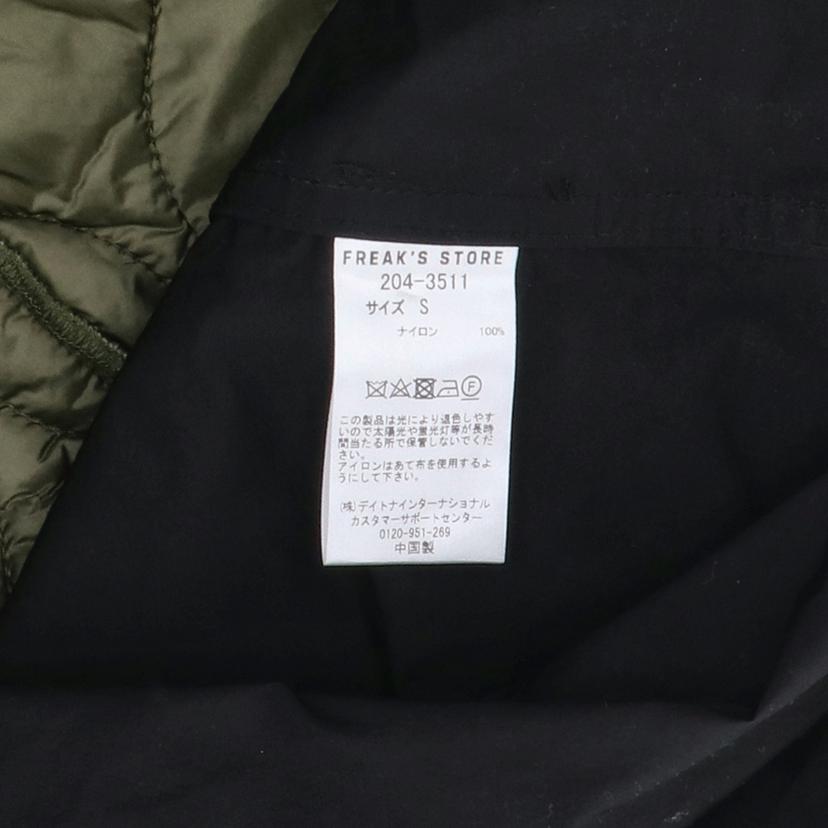 FREAK'S STORE
204-3511
サイズ S
ナイロン 100%
F
この製品は光により退色しやす
いので太陽光や蛍光灯等が長時
間当たる所で保管しないでくだ
さい。
アイロンはあて布を使用するよ
うにして下さい。
(株)デイトナインターナショナル
カスタマーサポートセンター
0120-951-269
中国製